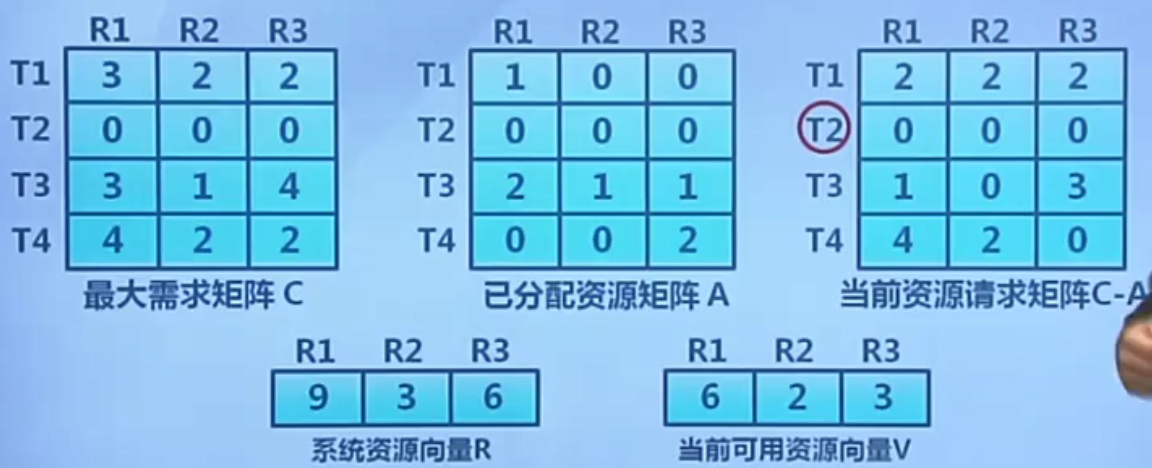 R1 R2 R3
T1 3 2 2
T2 0 0 0
T3 3 1 4
T4 4 2 2
最大需求矩阵 C
R1 R2 R3
T1 1 0 0
T2 0 0 0
T3 2 1 1
T4 0 0 2
已分配资源矩阵 A
R1 R2 R3
T1 2 2 2
T2 0 0 0
T3 1 0 3
T4 4 2 0
当前资源请求矩阵C-A
R1 R2 R3
9 3 6
系统资源向量R
R1 R2 R3
6 2 3
当前可用资源向量V